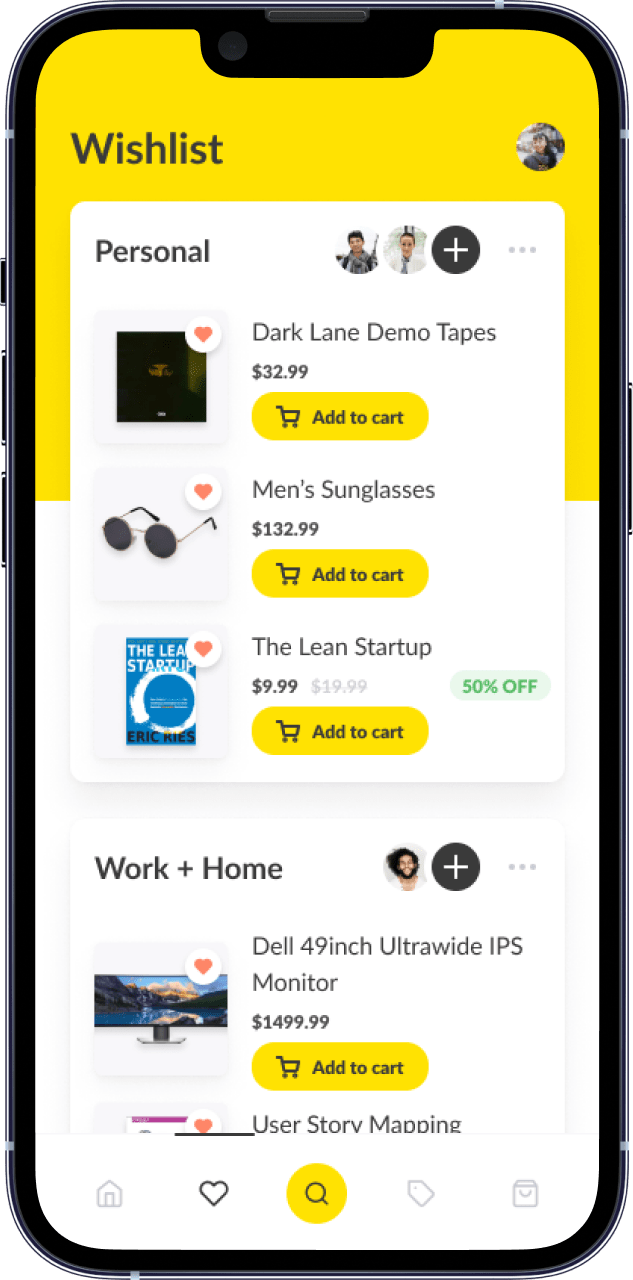 Wishlist
Personal
Dark Lane Demo Tapes
$32.99
Add to cart
Men’s Sunglasses
$132.99
Add to cart
THE LEA
STARTUP
ERIC RIES
The Lean Startup
$9.99 $19.99
50% OFF
Add to cart
Work + Home
Dell 49inch Ultrawide IPS
Monitor
$1499.99
Add to cart
User Story Mapping